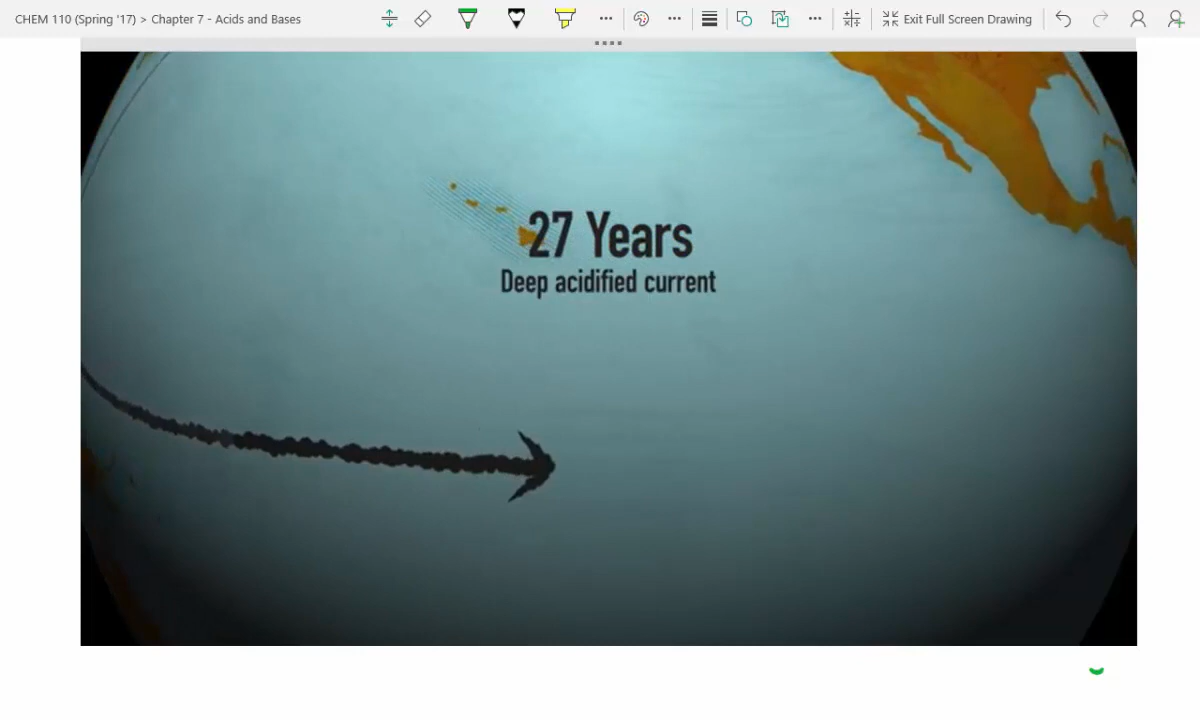 CHEM 110 (Spring '17) > Chapter 7 - Acids and Bases
Exit Full Screen Drawing
27 Years
Deep acidified current